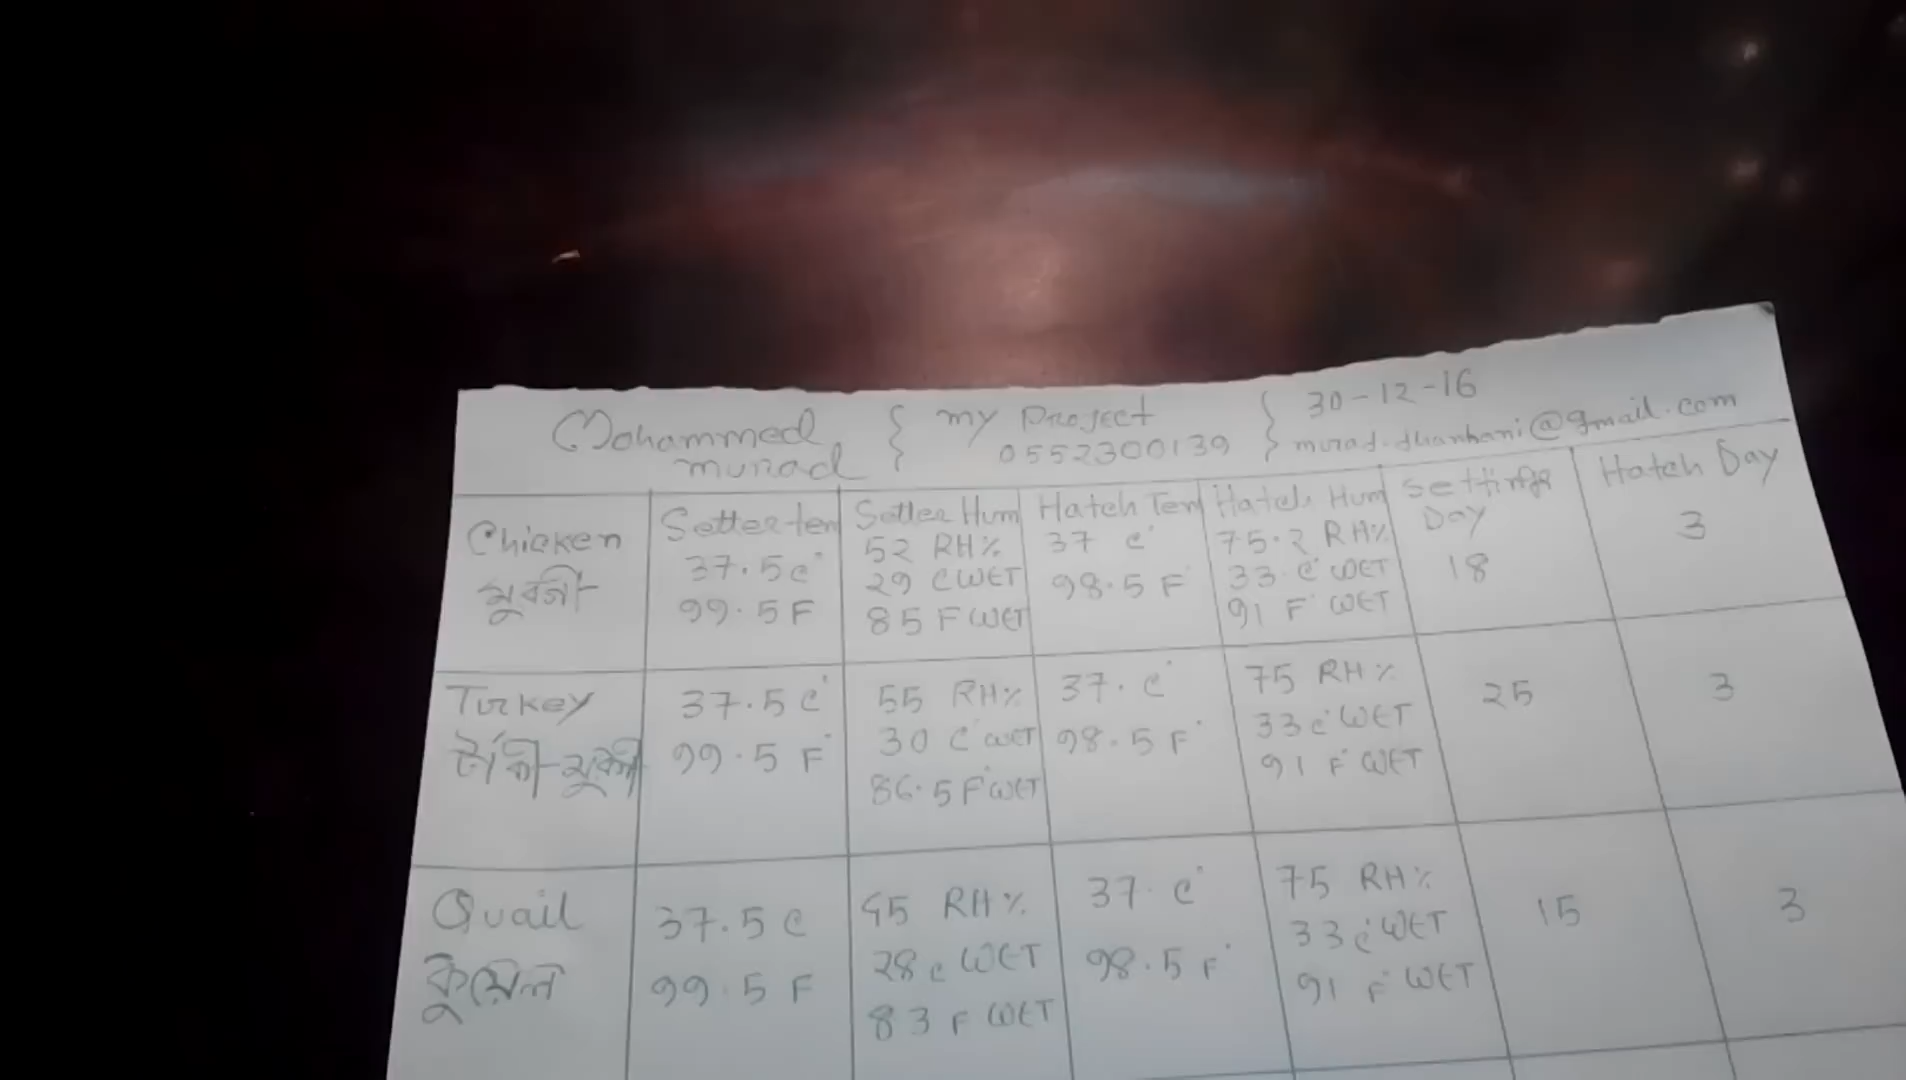 Mohammed murad { my Project 0552300139 } 30-12-16 murad.dhanhani@gmail.com
Chicken মুরগী
Setter tem 37.5 c° 99.5 F
Setter Hum 52 RH% 29 c WET 85 F WET
Hatch Tem 37 c° 98.5 F°
Hatch Hum 75.2 RH% 33 c° WET 91 F° WET
Settings Day 18
Hatch Day 3
Turkey টার্কী-মুরগী
37.5 c° 99.5 F°
55 RH% 30 c° WET 86.5 F° WET
37. c° 98.5 F°
75 RH% 33 c° WET 91 F° WET
25
3
Quail কুয়েল
37.5 c 99.5 F
45 RH% 28 c WET 83 F WET
37. c° 98.5 F°
75 RH% 33 c° WET 91 F° WET
15
3